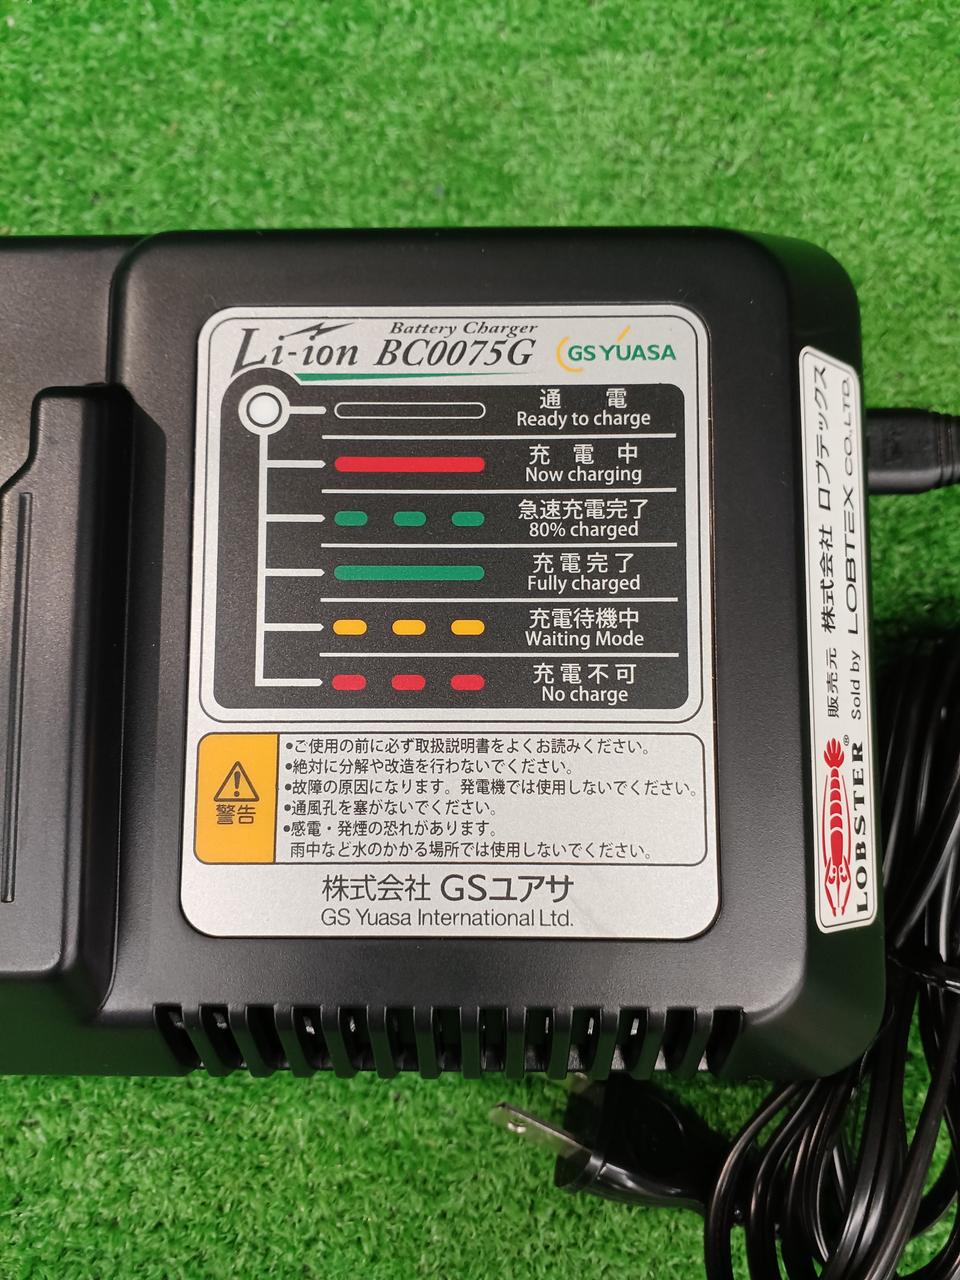 Battery Charger
Li-ion BC0075G
GS YUASA
通電
Ready to charge
充電中
Now charging
急速充電完了
80% charged
充電完了
Fully charged
充電待機中
Waiting Mode
充電不可
No charge
警告
●ご使用の前に必ず取扱説明書をよくお読みください。
●絶対に分解や改造を行わないでください。
●故障の原因になります。発電機では使用しないでください。
●通風孔を塞がないでください。
●感電・発煙の恐れがあります。
雨中など水のかかる場所では使用しないでください。
株式会社 GSユアサ
GS Yuasa International Ltd.
販売元 株式会社 ロブテックス
Sold by LOBTEX CO.,LTD.
LOBSTER®